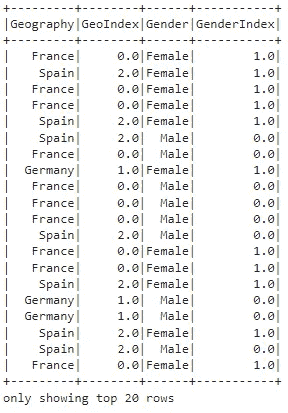 +---------+--------+------+-----------+
|Geography|GeoIndex|Gender|GenderIndex|
+---------+--------+------+-----------+
|   France|     0.0|Female|        1.0|
|    Spain|     2.0|Female|        1.0|
|   France|     0.0|Female|        1.0|
|   France|     0.0|Female|        1.0|
|    Spain|     2.0|Female|        1.0|
|    Spain|     2.0|  Male|        0.0|
|   France|     0.0|  Male|        0.0|
|  Germany|     1.0|Female|        1.0|
|   France|     0.0|  Male|        0.0|
|   France|     0.0|  Male|        0.0|
|   France|     0.0|  Male|        0.0|
|    Spain|     2.0|  Male|        0.0|
|   France|     0.0|Female|        1.0|
|   France|     0.0|Female|        1.0|
|    Spain|     2.0|Female|        1.0|
|  Germany|     1.0|  Male|        0.0|
|  Germany|     1.0|  Male|        0.0|
|    Spain|     2.0|Female|        1.0|
|    Spain|     2.0|  Male|        0.0|
|   France|     0.0|Female|        1.0|
+---------+--------+------+-----------+
only showing top 20 rows